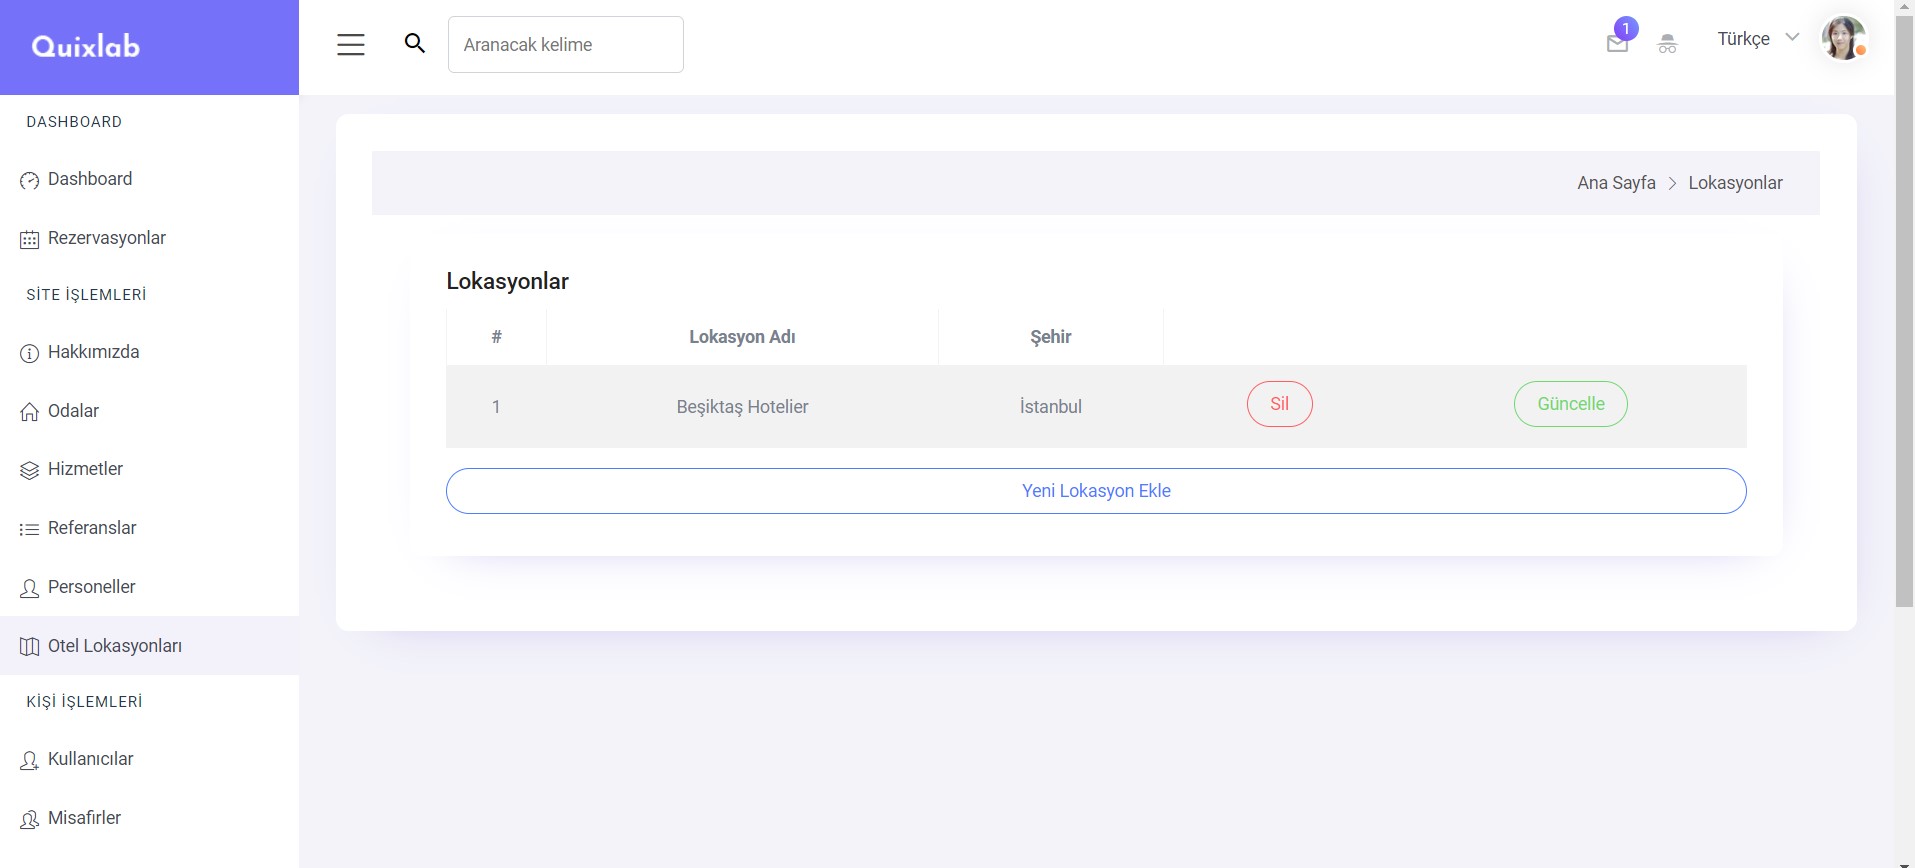 Quixlab
Aranacak kelime
1
Türkçe
DASHBOARD
Dashboard
Rezervasyonlar
SİTE İŞLEMLERİ
Hakkımızda
Odalar
Hizmetler
Referanslar
Personeller
Otel Lokasyonları
KİŞİ İŞLEMLERİ
Kullanıcılar
Misafirler
Ana Sayfa > Lokasyonlar
Lokasyonlar
# Lokasyon Adı Şehir
1 Beşiktaş Hotelier İstanbul Sil Güncelle
Yeni Lokasyon Ekle